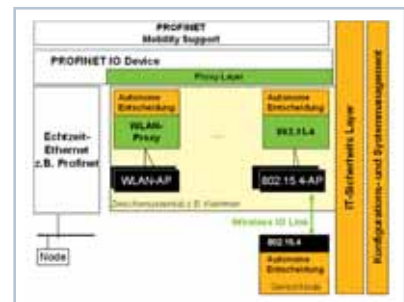 PROFINET
Mobility Support
PROFINET IO Device
Proxy-Layer
Echtzeit-
Ethernet
z.B. Profinet
Autonome
Entscheidung
WLAN-
Proxy
...
Autonome
Entscheidung
802.15.4
WLAN-AP
802.15.4-AP
z.B.
Wireless IO Link
Node
802.15.4
Autonome
Entscheidung
Sensor Node
IT-Sicherheits Layer
Konfigurations- und Systemmanagement